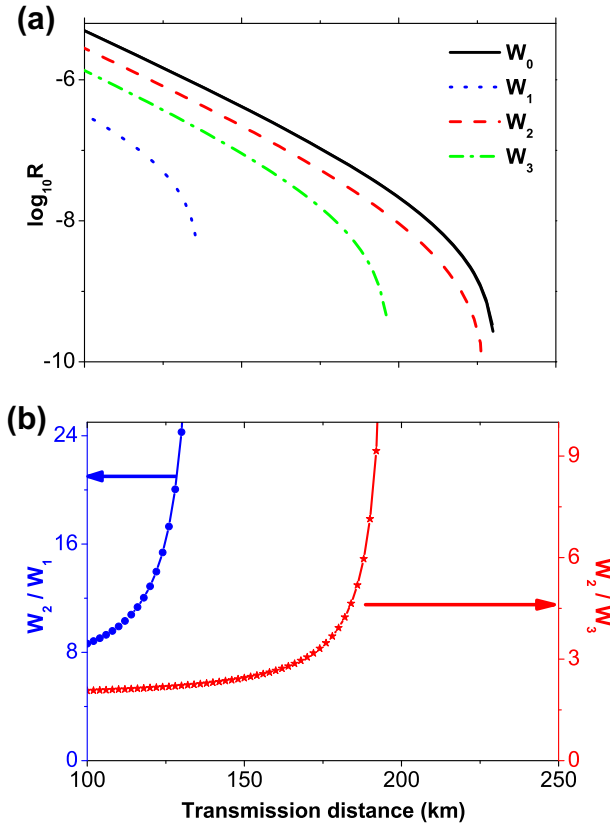 (a)
log10R
-6
-8
-10
W0
W1
W2
W3
(b)
W2 / W1
24
16
8
0
W2 / W3
9
6
3
0
100 150 200 250
Transmission distance (km)